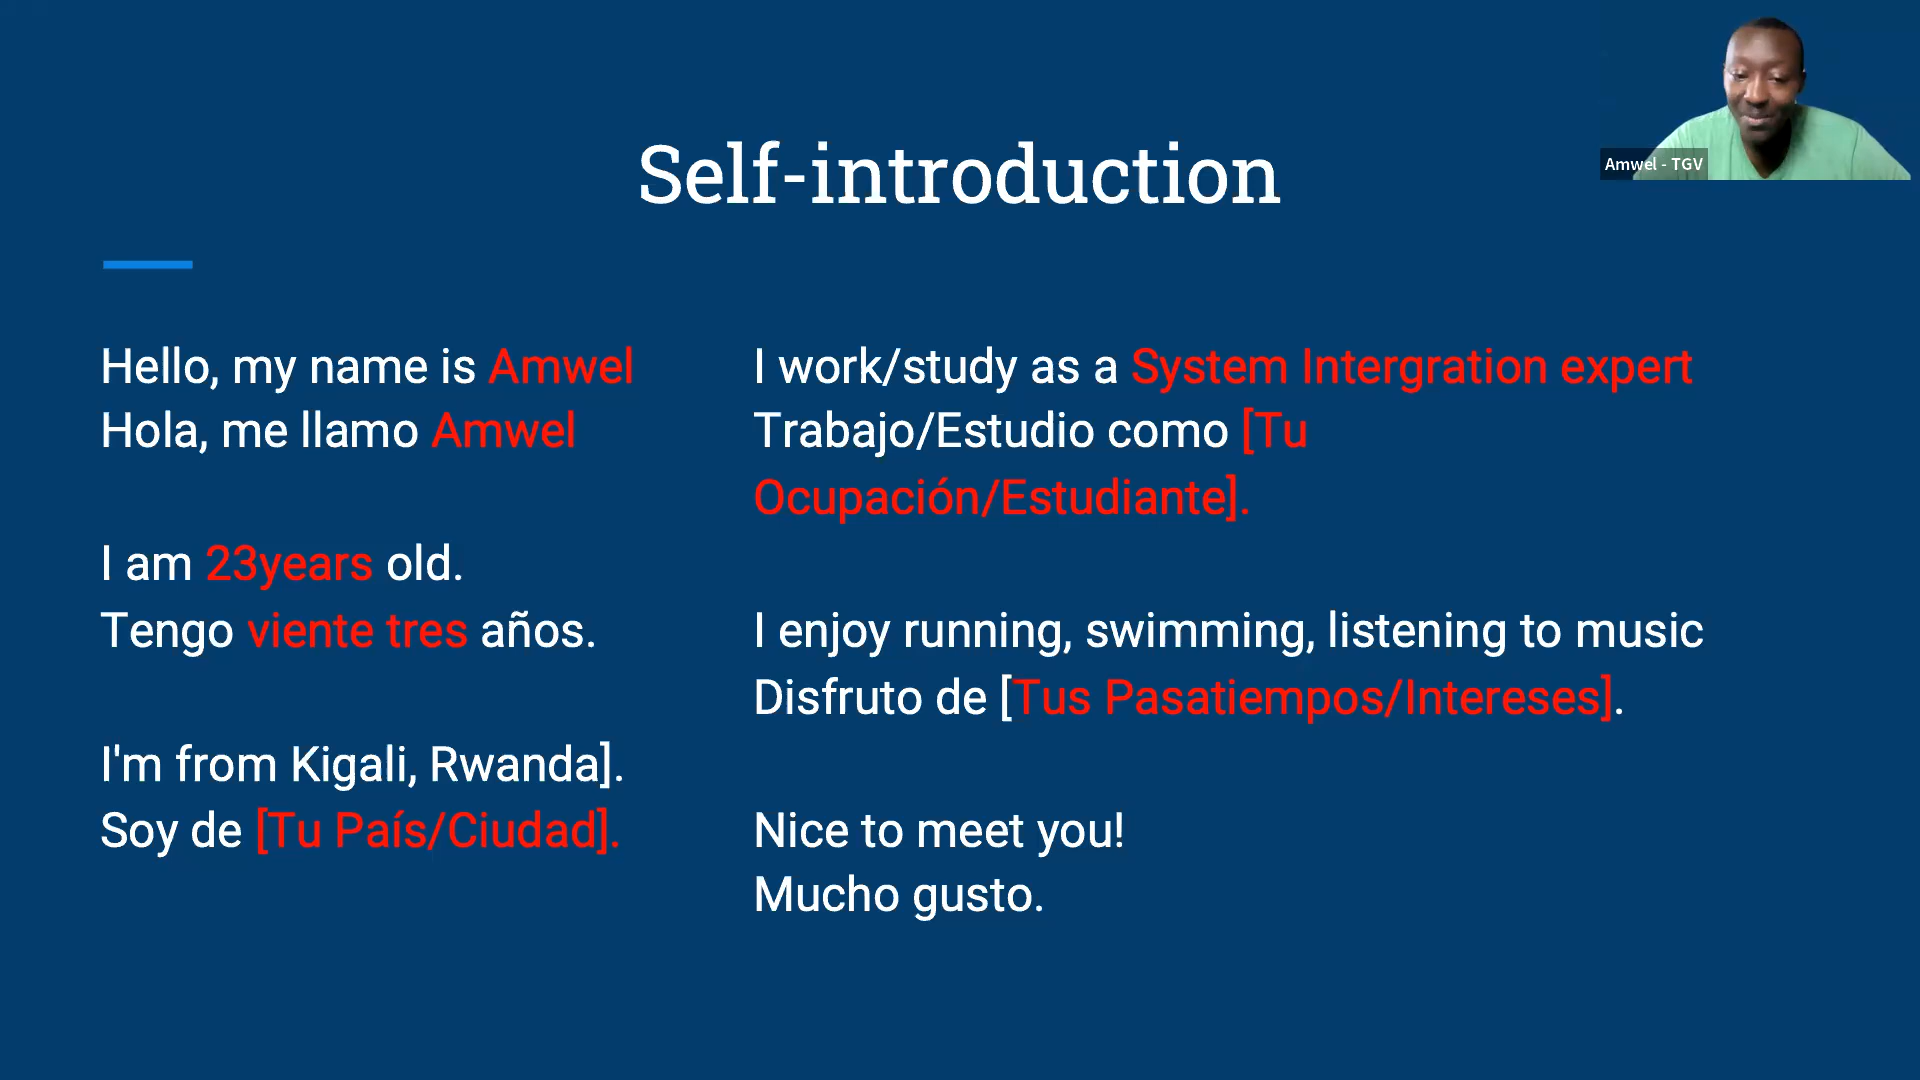 Self-introduction
Amwel - TGV
Hello, my name is Amwel
Hola, me llamo Amwel
I am 23years old.
Tengo viente tres años.
I'm from Kigali, Rwanda].
Soy de [Tu País/Ciudad].
I work/study as a System Intergration expert
Trabajo/Estudio como [Tu
Ocupación/Estudiante].
I enjoy running, swimming, listening to music
Disfruto de [Tus Pasatiempos/Intereses].
Nice to meet you!
Mucho gusto.